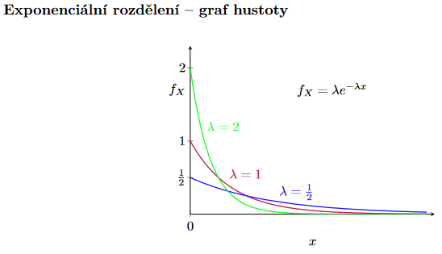 Exponenciální rozdělení – graf hustoty
2
f_X
f_X = λe^{−λx}
λ = 2
1
λ = 1
1/2
λ = 1/2
0
x